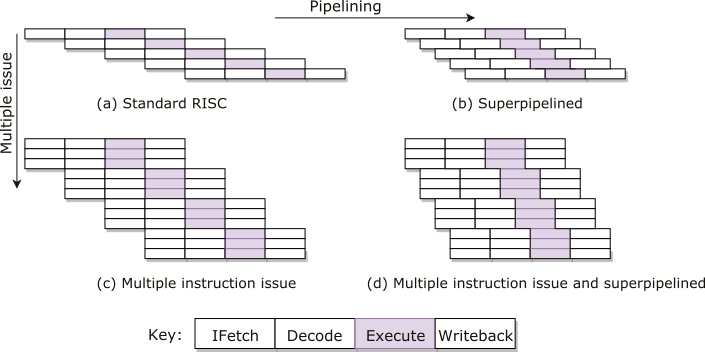 Pipelining
Multiple issue
(a) Standard RISC
(b) Superpipelined
(c) Multiple instruction issue
(d) Multiple instruction issue and superpipelined
Key: IFetch Decode Execute Writeback